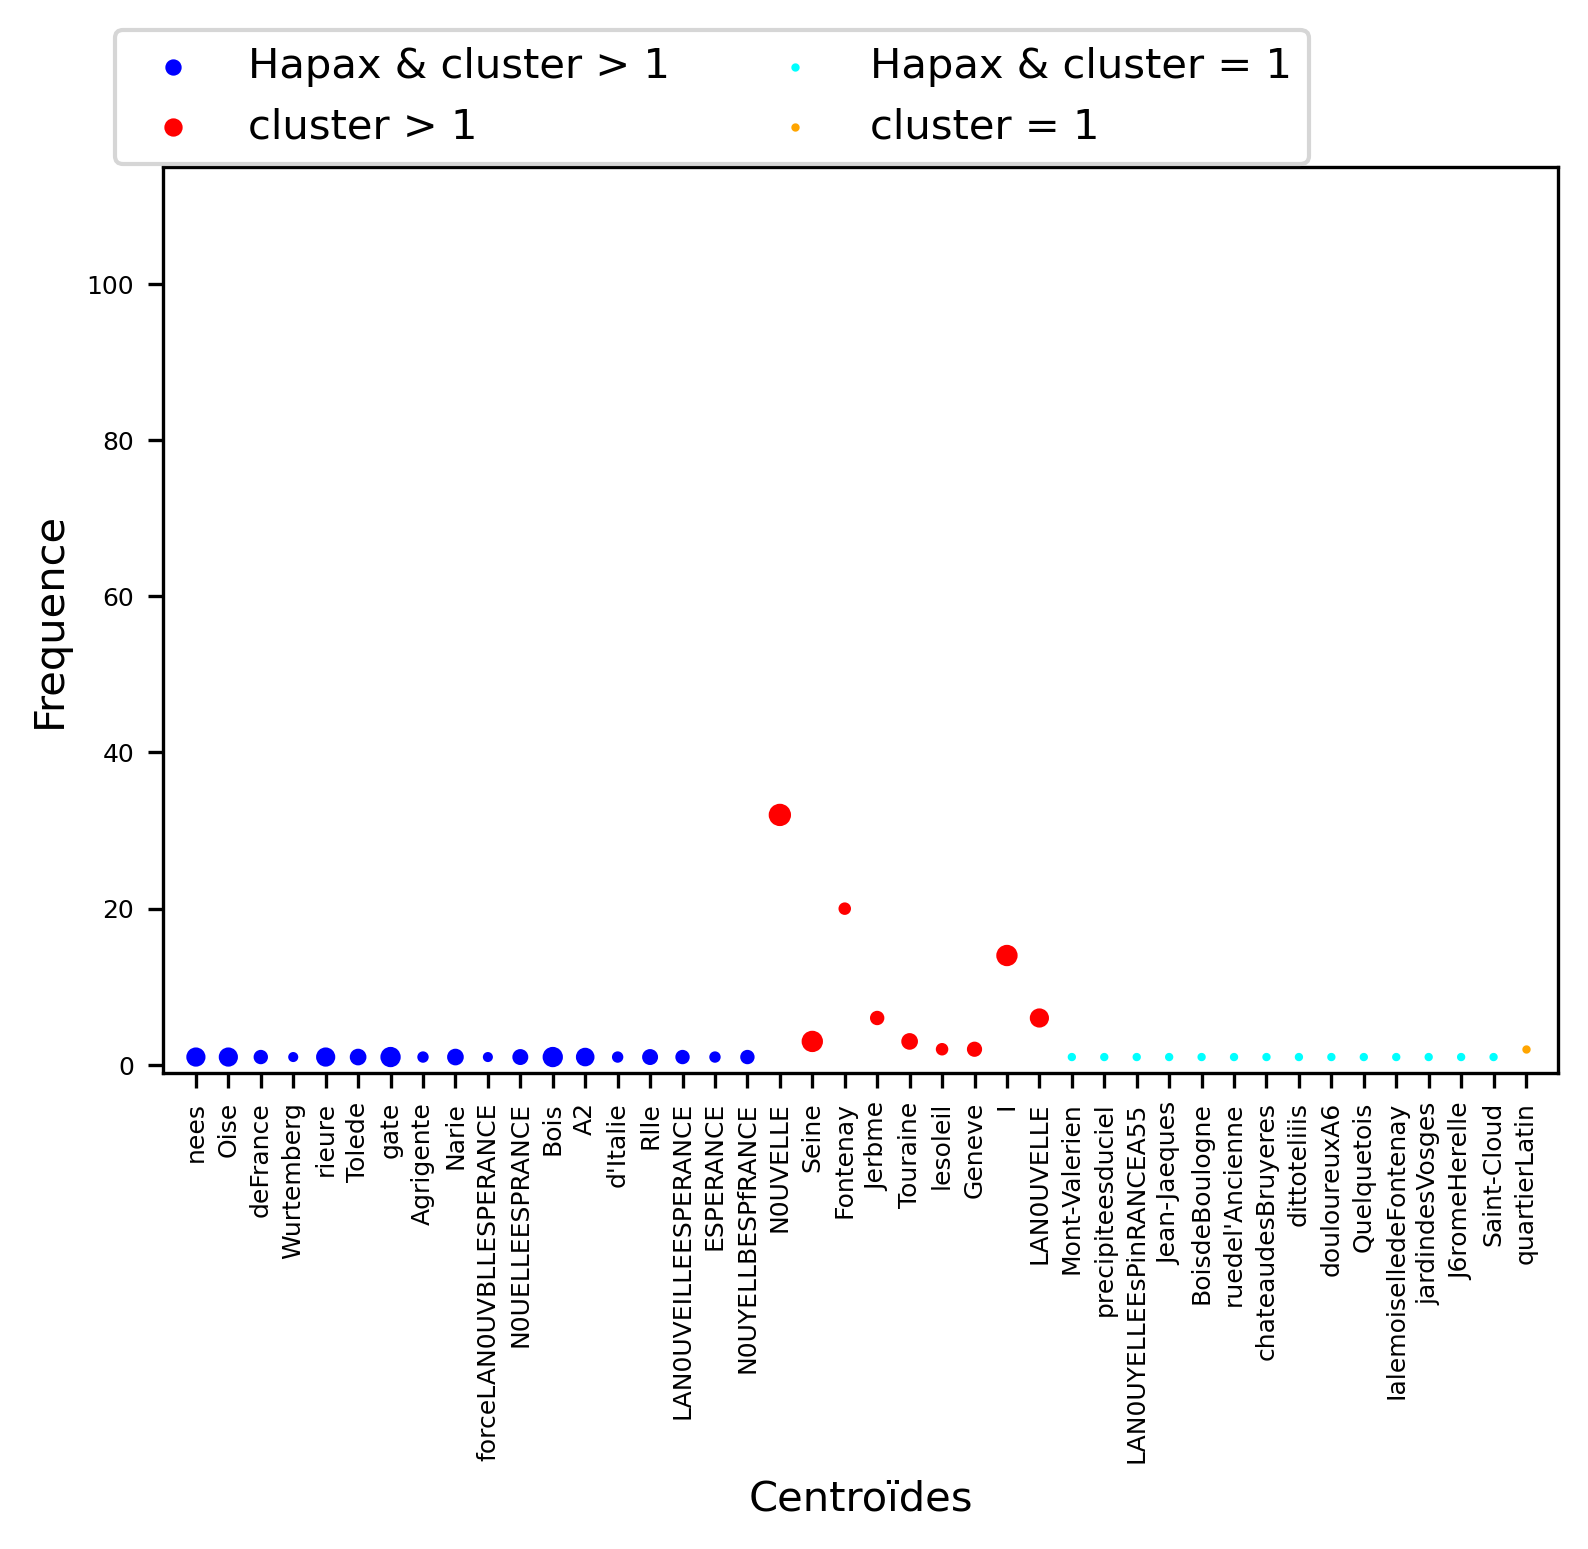 Hapax & cluster > 1
cluster > 1
Hapax & cluster = 1
cluster = 1
Frequence
100
80
60
40
20
0
nees
Oise
deFrance
Wurtemberg
rieure
Tolede
gate
Agrigente
Narie
forceLAN0UVBLLESPERANCE
N0UELLEESPRANCE
Bois
A2
d'Italie
Rlle
LAN0UVEILLEESPERANCE
ESPERANCE
N0UYELLBESPfRANCE
N0UVELLE
Seine
Fontenay
Jerbme
Touraine
lesoleil
Geneve
I
LAN0UVELLE
Mont-Valerien
precipiteesduciel
LAN0UYELLEEsPinRANCEA55
Jean-Jaeques
BoisdeBoulogne
ruedel'Ancienne
chateaudesBruyeres
dittoteliiis
douloureuxA6
Quelquetois
lalemoiselledeFontenay
jardindesVosges
J6romeHerelle
Saint-Cloud
quartierLatin
Centroïdes